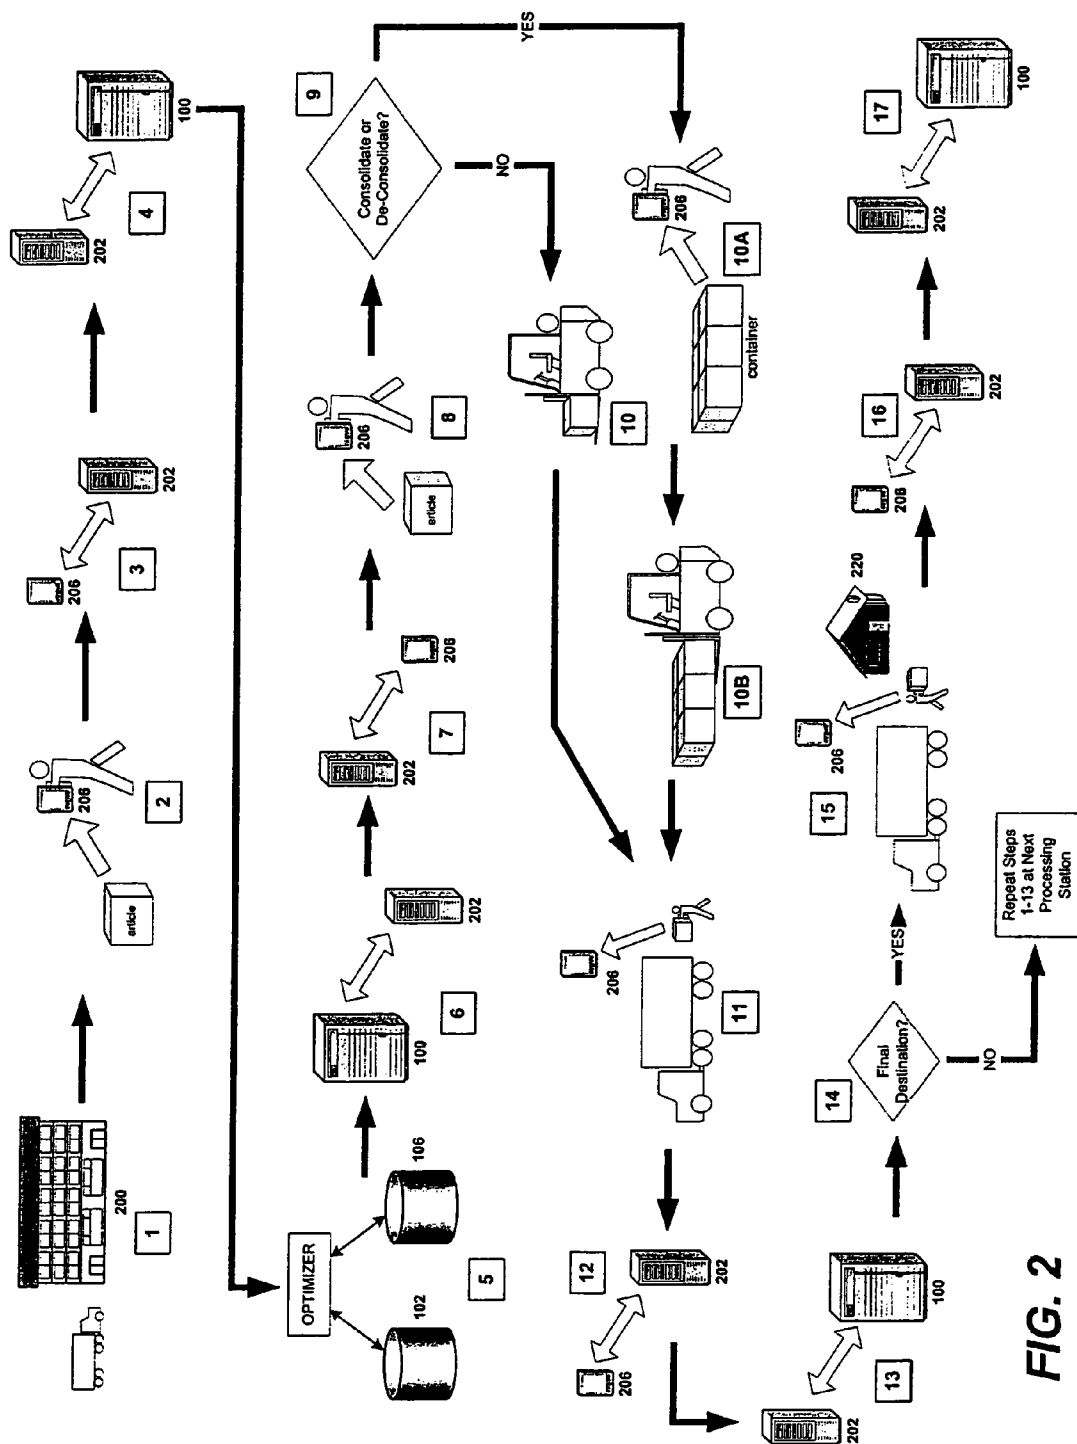 200
1
article
206
2
206
202
3
202
100
4
OPTIMIZER
102
106
5
100
202
6
202
206
7
article
206
8
Consolidate or
De-Consolidate?
9
NO
YES
10
206
10A
container
10B
206
11
206
202
12
202
100
13
Final
Destination?
14
YES
NO
Repeat Steps
1-13 at Next
Processing
Station
206
15
220
206
202
16
202
100
17
FIG. 2